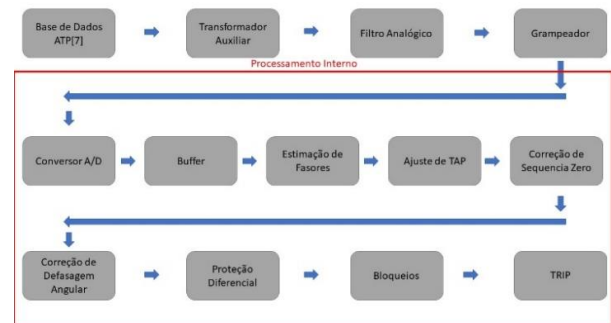 Base de Dados
ATP[7]
Transformador
Auxiliar
Filtro Analógico
Grampeador
Processamento Interno
Conversor A/D
Buffer
Estimação de
Fasores
Ajuste de TAP
Correção de
Sequencia Zero
Correção de
Defasagem
Angular
Proteção
Diferencial
Bloqueios
TRIP